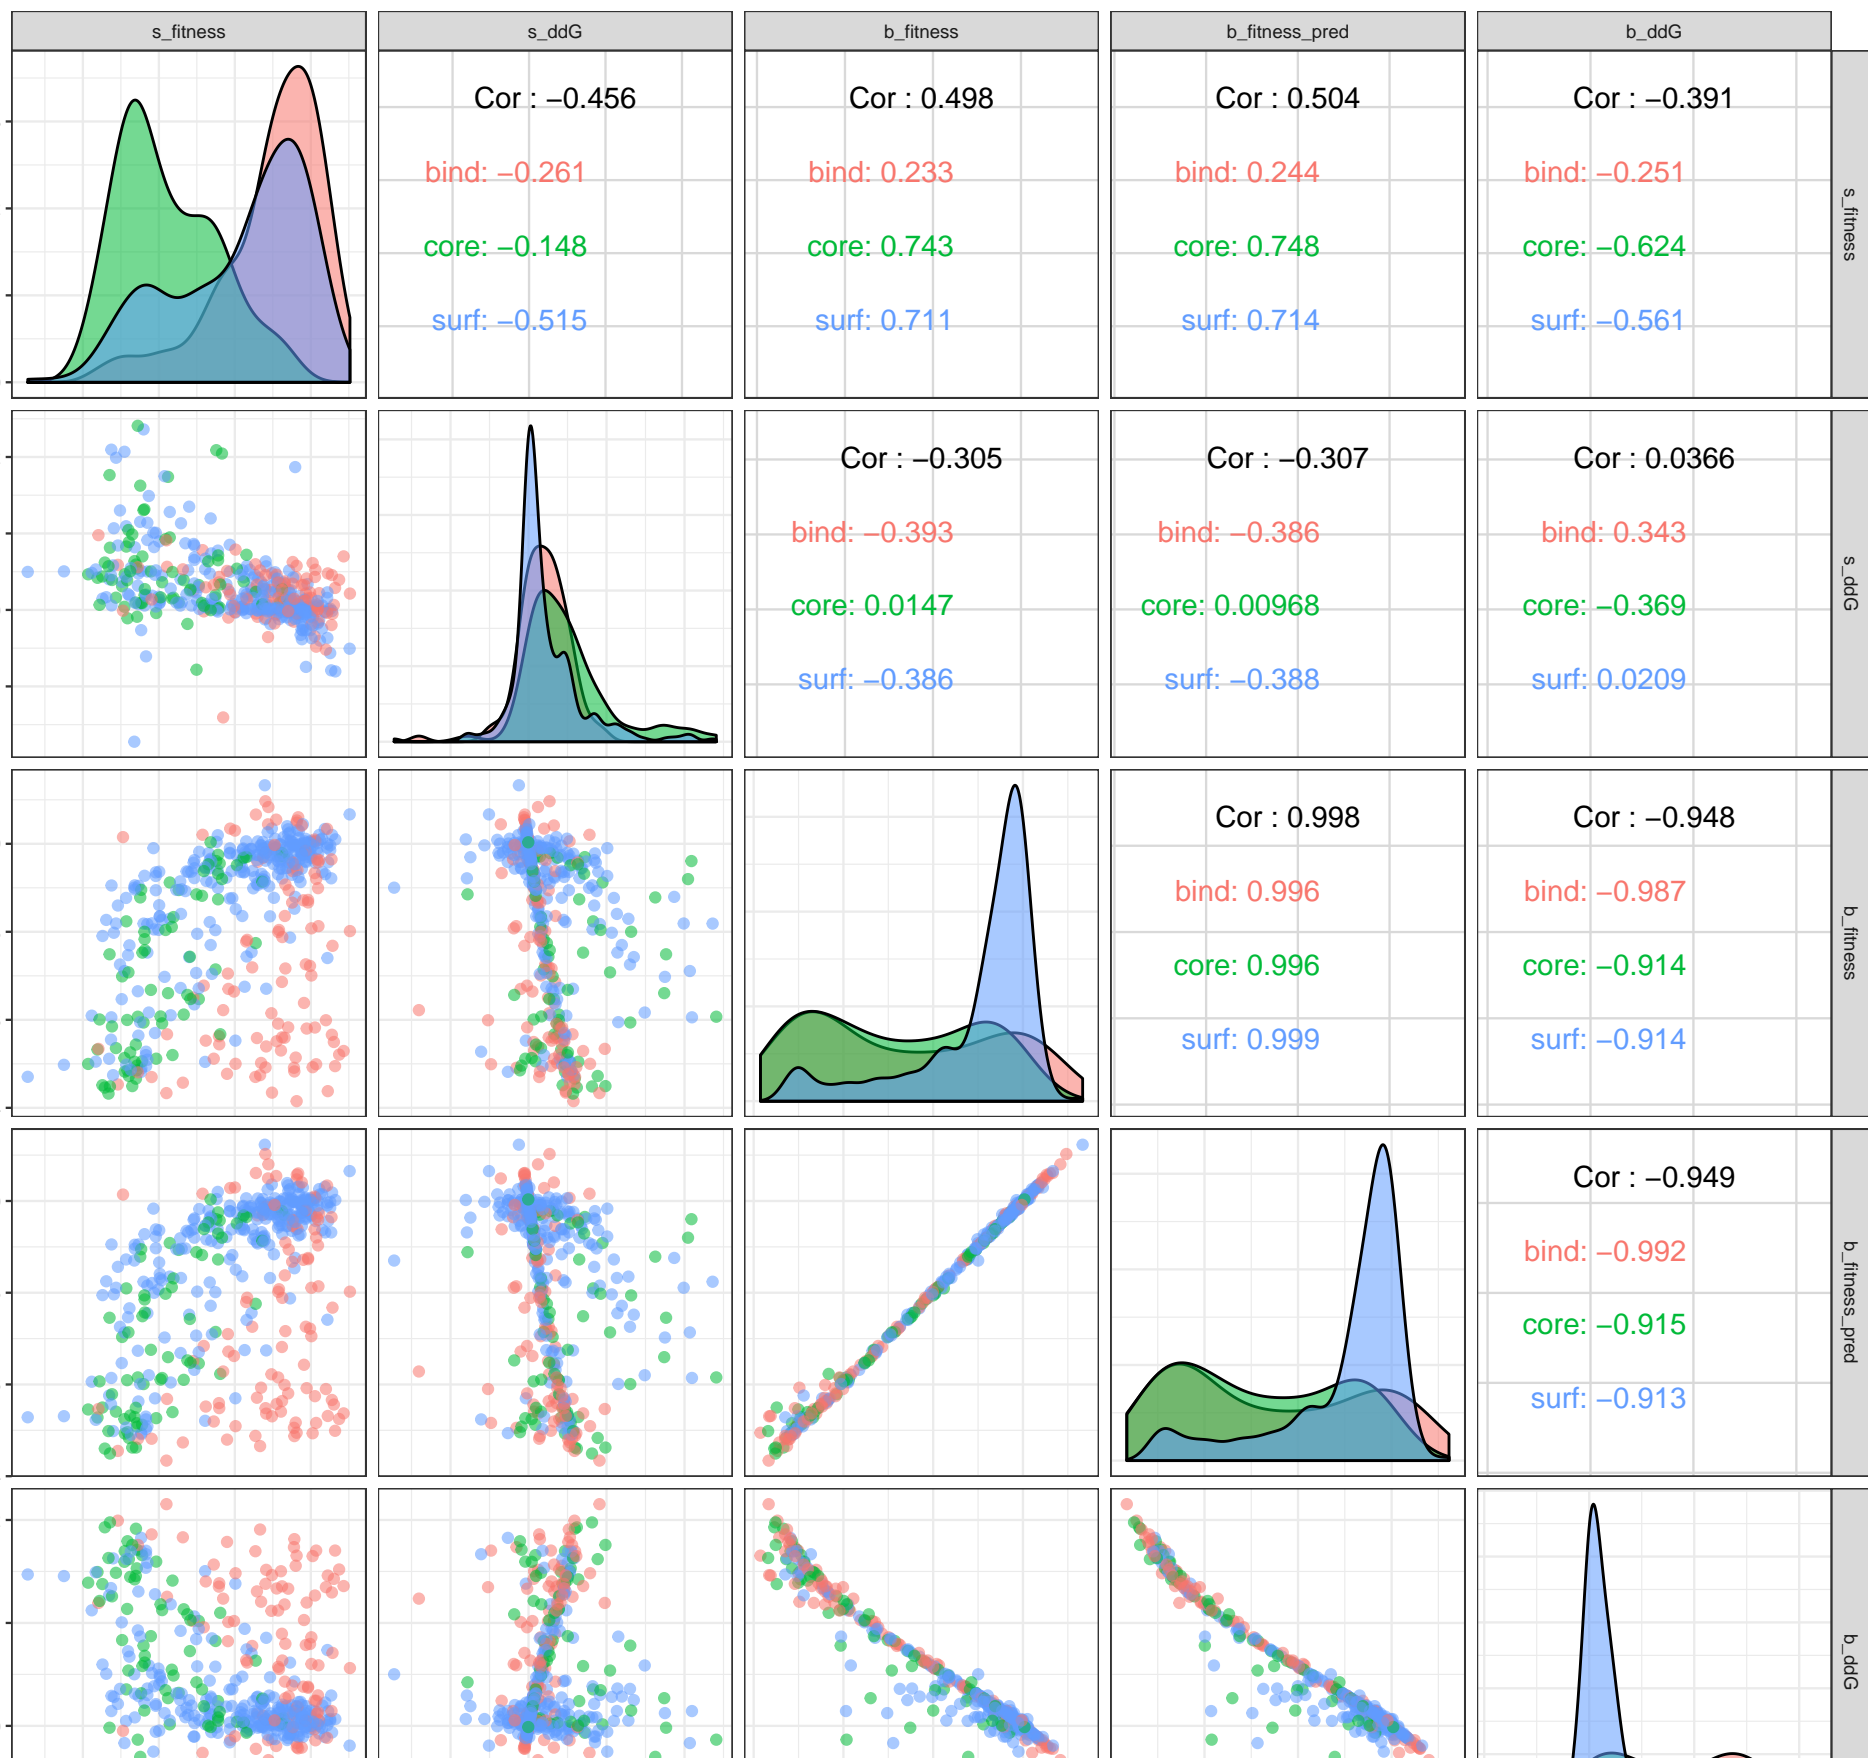 s_fitness
s_ddG
b_fitness
b_fitness_pred
b_ddG
Cor : −0.456
bind: −0.261
core: −0.148
surf: −0.515
Cor : 0.498
bind: 0.233
core: 0.743
surf: 0.711
Cor : 0.504
bind: 0.244
core: 0.748
surf: 0.714
Cor : −0.391
bind: −0.251
core: −0.624
surf: −0.561
s_fitness
Cor : −0.305
bind: −0.393
core: 0.0147
surf: −0.386
Cor : −0.307
bind: −0.386
core: 0.00968
surf: −0.388
Cor : 0.0366
bind: 0.343
core: −0.369
surf: 0.0209
s_ddG
Cor : 0.998
bind: 0.996
core: 0.996
surf: 0.999
Cor : −0.948
bind: −0.987
core: −0.914
surf: −0.914
b_fitness
Cor : −0.949
bind: −0.992
core: −0.915
surf: −0.913
b_fitness_pred
b_ddG